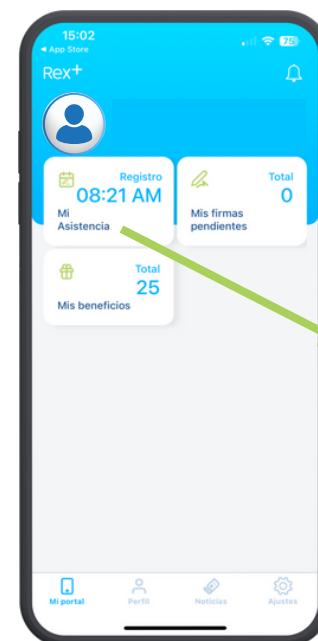 15:02
75
◀ App Store
Rex+
Registro
08:21 AM
Mi
Asistencia
Total
0
Mis firmas
pendientes
Total
25
Mis beneficios
Mi portal
Perfil
Noticias
Ajustes